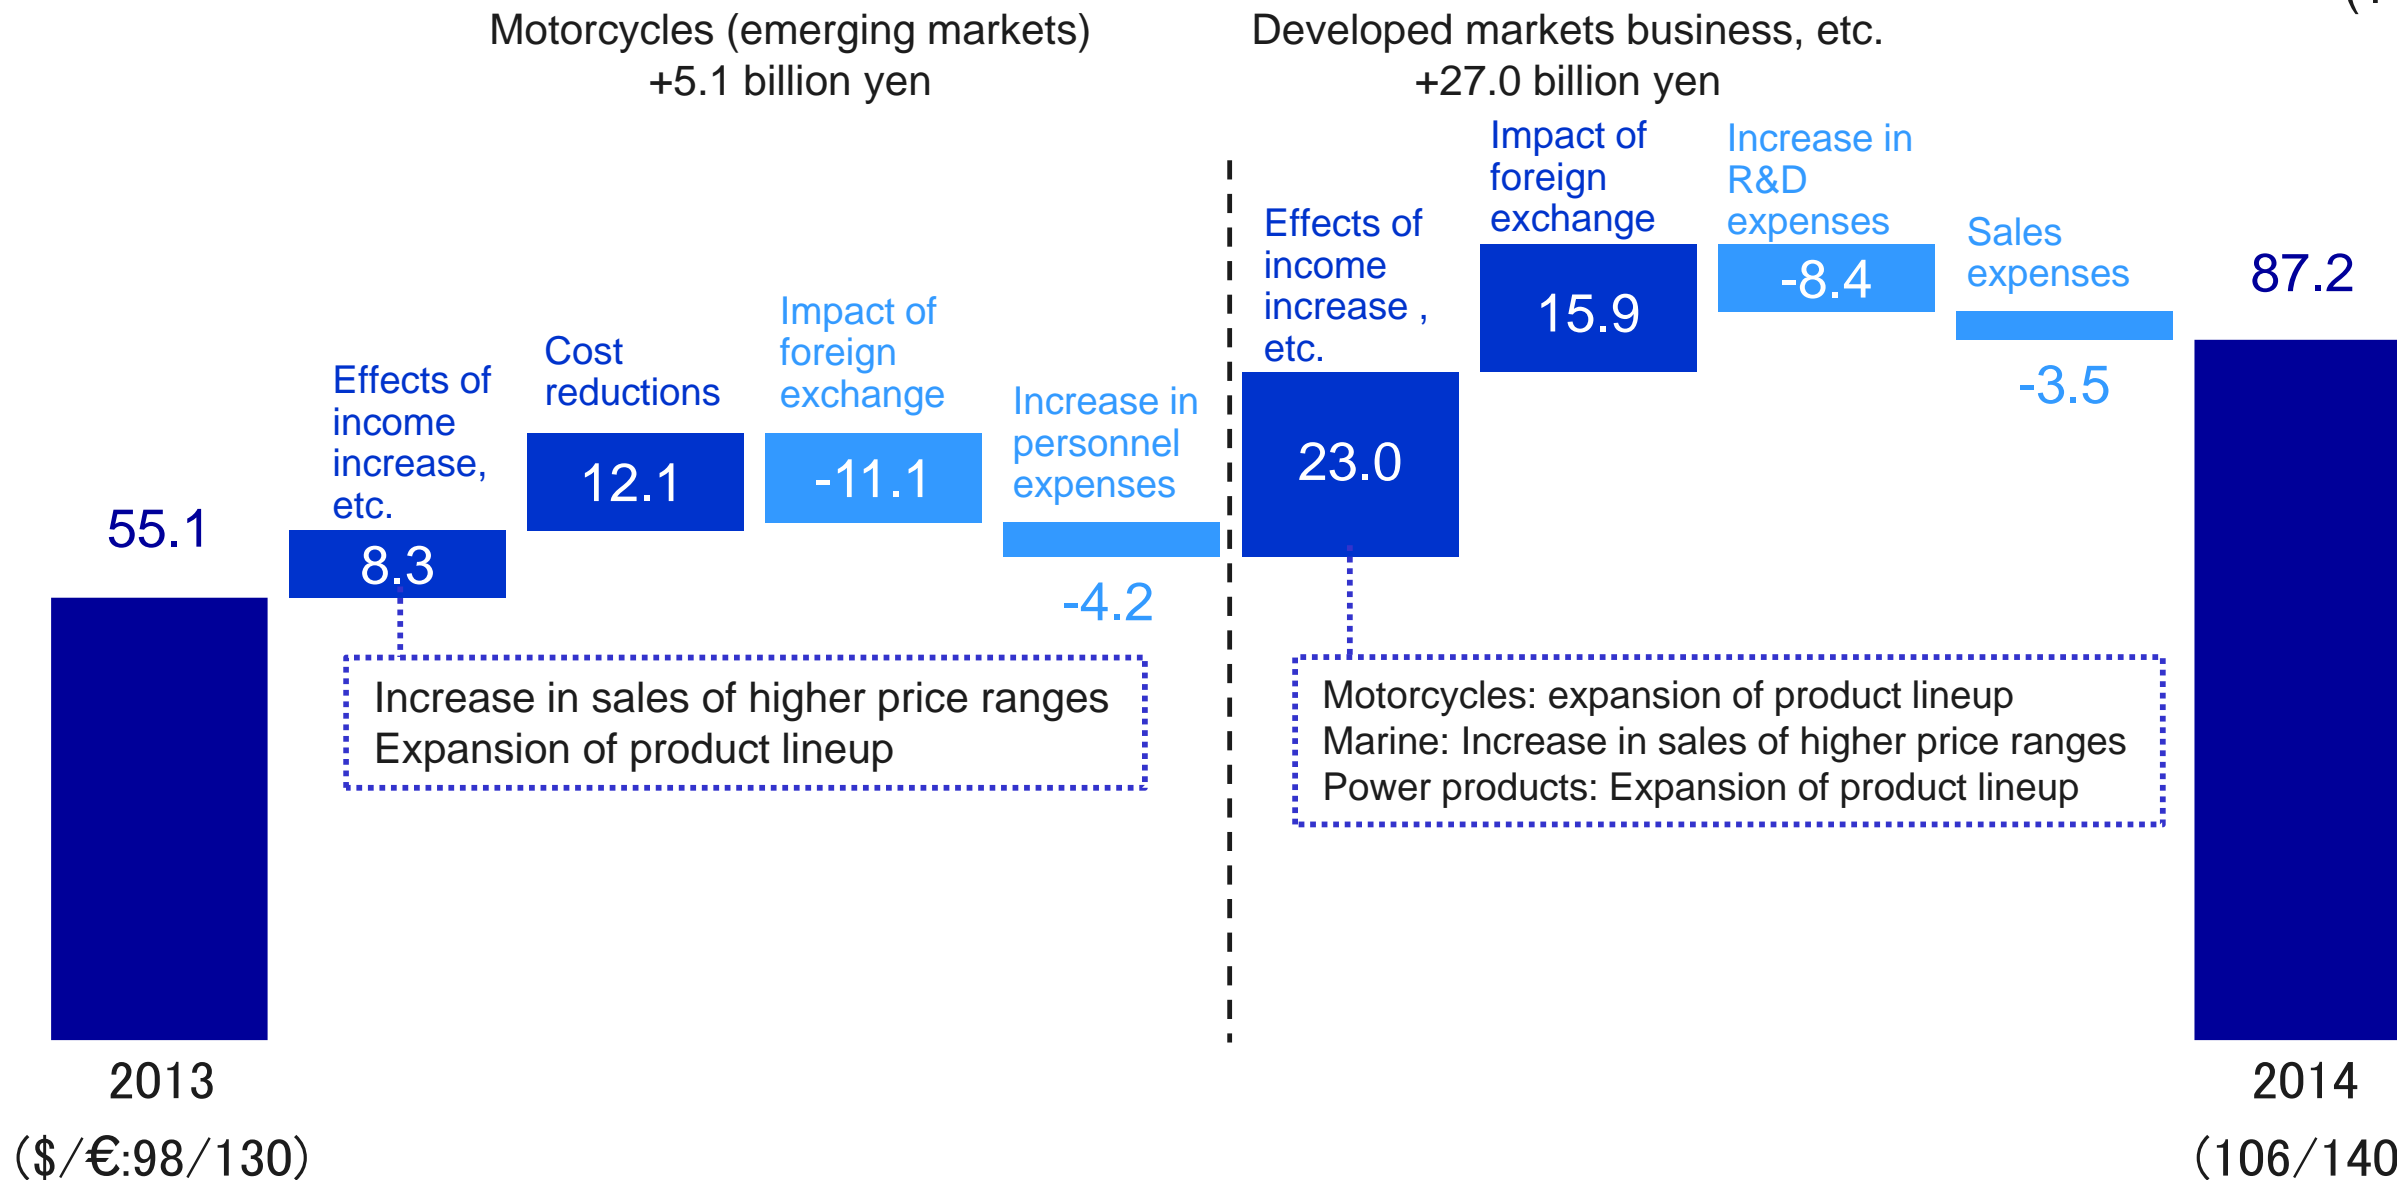 Motorcycles (emerging markets)
+5.1 billion yen
Developed markets business, etc.
+27.0 billion yen
55.1
Effects of
income
increase,
etc.
8.3
Cost
reductions
12.1
Impact of
foreign
exchange
-11.1
Increase in
personnel
expenses
-4.2
Effects of
income
increase ,
etc.
23.0
Impact of
foreign
exchange
15.9
Increase in
R&D
expenses
-8.4
Sales
expenses
-3.5
87.2
Increase in sales of higher price ranges
Expansion of product lineup
Motorcycles: expansion of product lineup
Marine: Increase in sales of higher price ranges
Power products: Expansion of product lineup
2013
($/€:98/130)
2014
(106/140